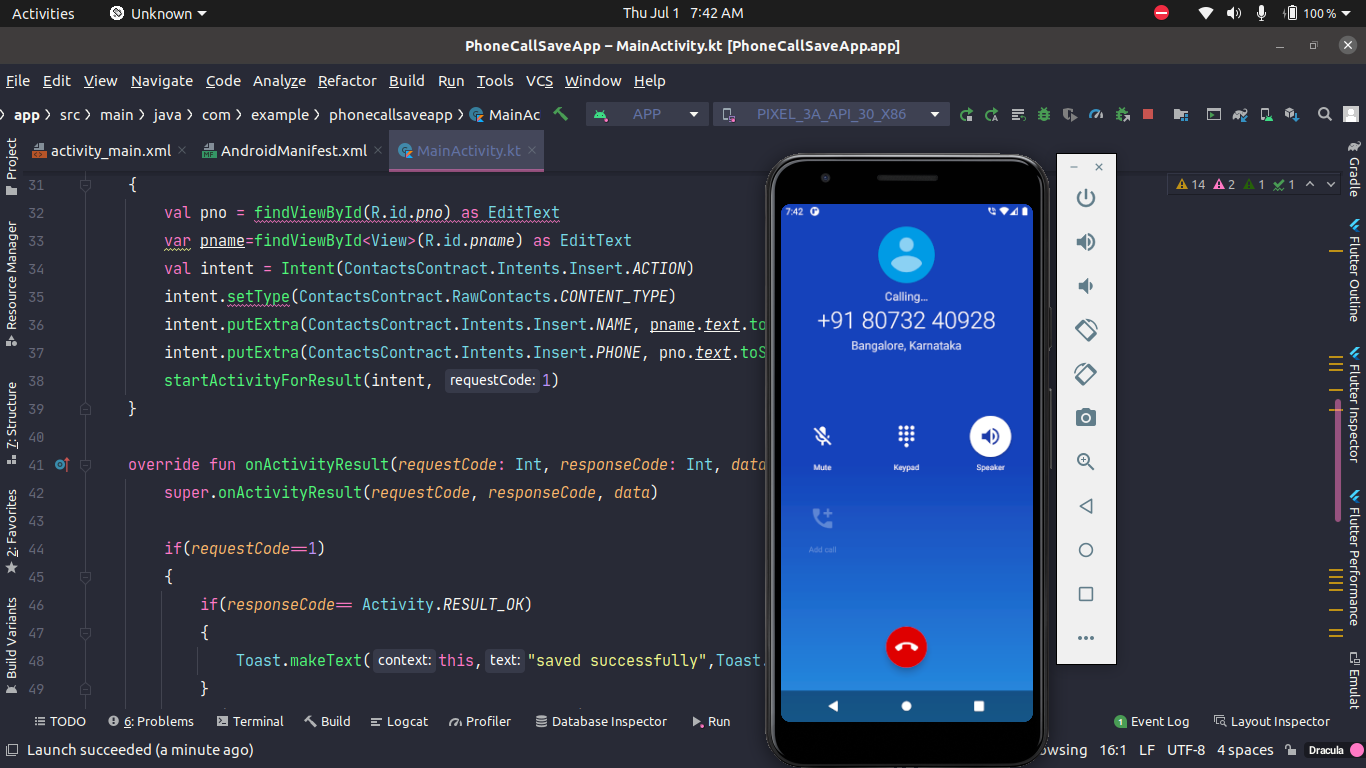 Activities Unknown Thu Jul 1 7:42 AM 100 %
PhoneCallSaveApp – MainActivity.kt [PhoneCallSaveApp.app]
File Edit View Navigate Code Analyze Refactor Build Run Tools VCS Window Help
app src main java com example phonecallsaveapp MainAc APP PIXEL_3A_API_30_X86
activity_main.xml AndroidManifest.xml MainActivity.kt
14 2 1 1
31 {
32 val pno = findViewById(R.id.pno) as EditText
33 var pname=findViewById<View>(R.id.pname) as EditText
34 val intent = Intent(ContactsContract.Intents.Insert.ACTION)
35 intent.setType(ContactsContract.RawContacts.CONTENT_TYPE)
36 intent.putExtra(ContactsContract.Intents.Insert.NAME, pname.text.to
37 intent.putExtra(ContactsContract.Intents.Insert.PHONE, pno.text.toS
38 startActivityForResult(intent, requestCode: 1)
39 }
40
41 override fun onActivityResult(requestCode: Int, responseCode: Int, data
42 super.onActivityResult(requestCode, responseCode, data)
43
44 if(requestCode==1)
45 {
46 if(responseCode== Activity.RESULT_OK)
47 {
48 Toast.makeText( context: this, text: "saved successfully",Toast.
49 }
Project
Resource Manager
7: Structure
2: Favorites
Build Variants
7:42
Calling...
+91 80732 40928
Bangalore, Karnataka
Mute Keypad Speaker
Add call
Gradle
Flutter Outline
Flutter Inspector
Flutter Performance
Emulat
TODO 6: Problems Terminal Build Logcat Profiler Database Inspector Run Event Log Layout Inspector
Launch succeeded (a minute ago) owsing 16:1 LF UTF-8 4 spaces Dracula